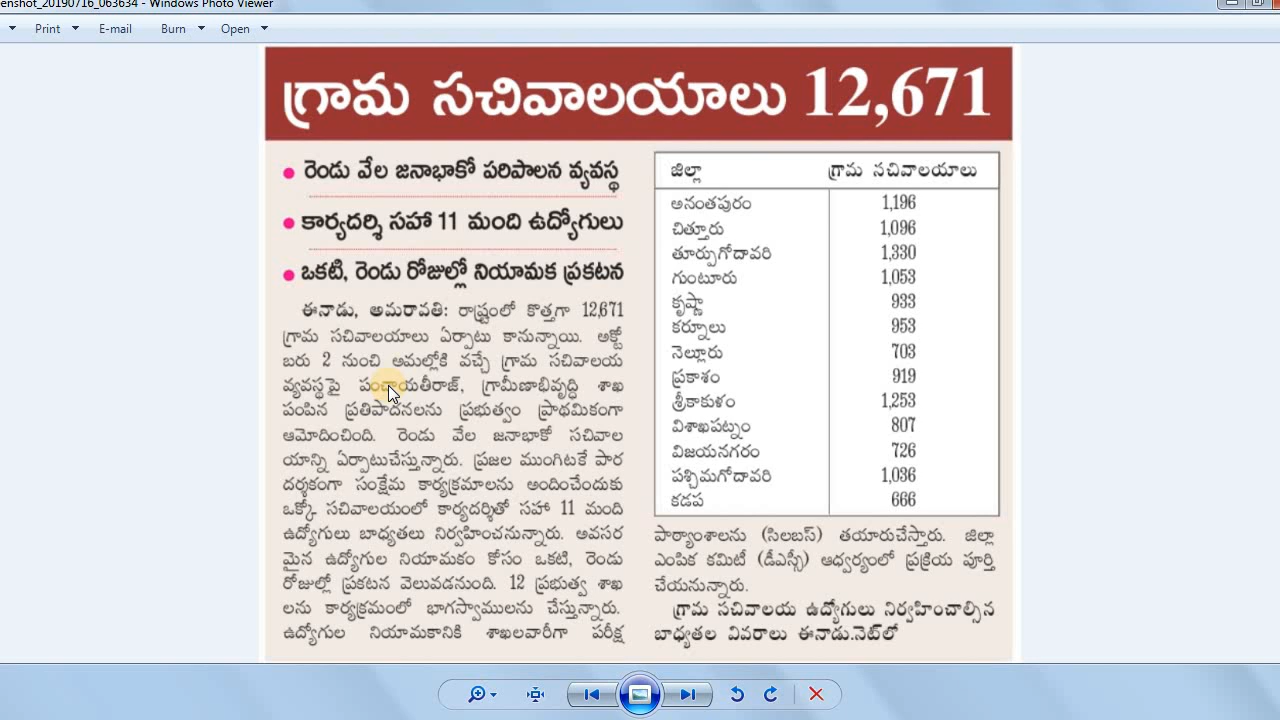 enshot_20190716_063634 - Windows Photo Viewer
Print E-mail Burn Open
గ్రామ సచివాలయాలు 12,671
• రెండు వేల జనాభాకో పరిపాలన వ్యవస్థ
• కార్యదర్శి సహా 11 మంది ఉద్యోగులు
• ఒకటి, రెండు రోజుల్లో నియామక ప్రకటన
ఈనాడు, అమరావతి: రాష్ట్రంలో కొత్తగా 12,671
గ్రామ సచివాలయాలు ఏర్పాటు కానున్నాయి. అక్టో
బరు 2 నుంచి అమల్లోకి వచ్చే గ్రామ సచివాలయ
వ్యవస్థపై పంచాయతీరాజ్, గ్రామీణాభివృద్ధి శాఖ
పంపిన ప్రతిపాదనలను ప్రభుత్వం ప్రాథమికంగా
ఆమోదించింది. రెండు వేల జనాభాకో సచివాల
యాన్ని ఏర్పాటుచేస్తున్నారు. ప్రజల ముంగిటకే పార
దర్శకంగా సంక్షేమ కార్యక్రమాలను అందించేందుకు
ఒక్కో సచివాలయంలో కార్యదర్శితో సహా 11 మంది
ఉద్యోగులు బాధ్యతలు నిర్వహించనున్నారు. అవసర
మైన ఉద్యోగుల నియామకం కోసం ఒకటి, రెండు
రోజుల్లో ప్రకటన వెలువడనుంది. 12 ప్రభుత్వ శాఖ
లను కార్యక్రమంలో భాగస్వాములను చేస్తున్నారు.
ఉద్యోగుల నియామకానికి శాఖలవారీగా పరీక్ష
జిల్లా గ్రామ సచివాలయాలు
అనంతపురం 1,196
చిత్తూరు 1,096
తూర్పుగోదావరి 1,330
గుంటూరు 1,053
కృష్ణా 933
కర్నూలు 953
నెల్లూరు 703
ప్రకాశం 919
శ్రీకాకుళం 1,253
విశాఖపట్నం 807
విజయనగరం 726
పశ్చిమగోదావరి 1,036
కడప 666
పాఠ్యాంశాలను (సిలబస్) తయారుచేస్తారు. జిల్లా
ఎంపిక కమిటీ (డీఎస్సీ) ఆధ్వర్యంలో ప్రక్రియ పూర్తి
చేయనున్నారు.
గ్రామ సచివాలయ ఉద్యోగులు నిర్వహించాల్సిన
బాధ్యతల వివరాలు ఈనాడు.నెట్‌లో